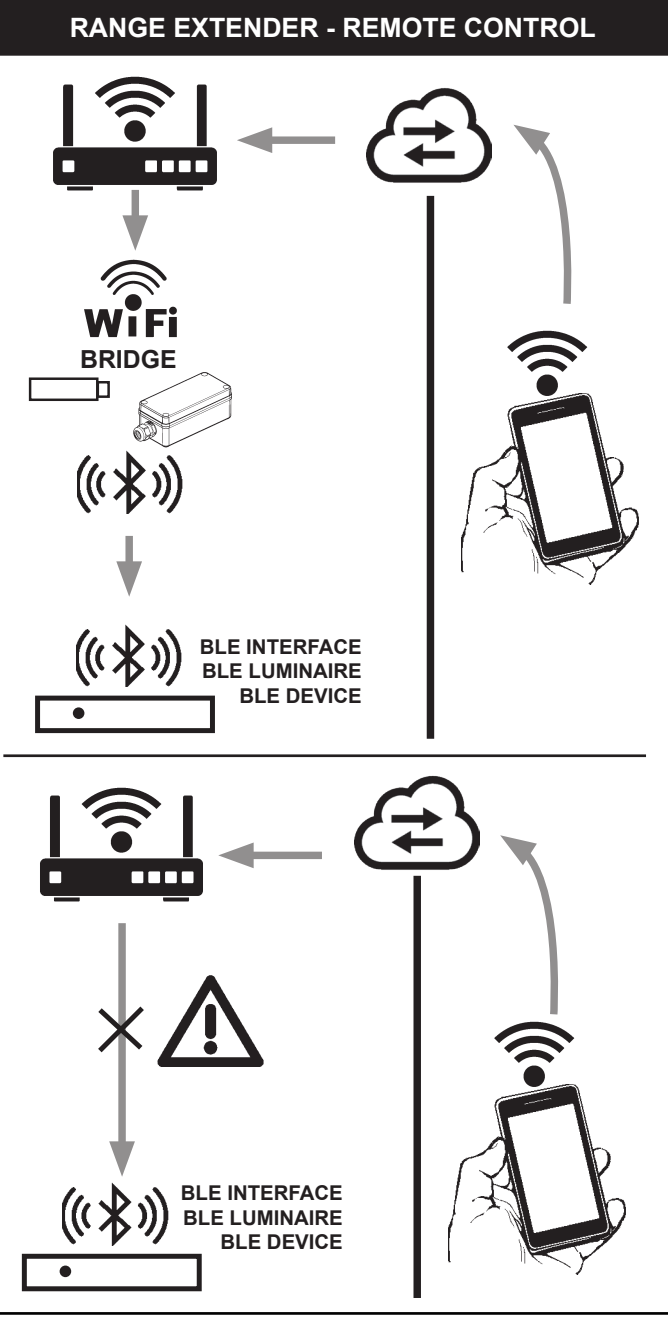 RANGE EXTENDER - REMOTE CONTROL
WiFi
BRIDGE
BLE INTERFACE
BLE LUMINAIRE
BLE DEVICE
BLE INTERFACE
BLE LUMINAIRE
BLE DEVICE